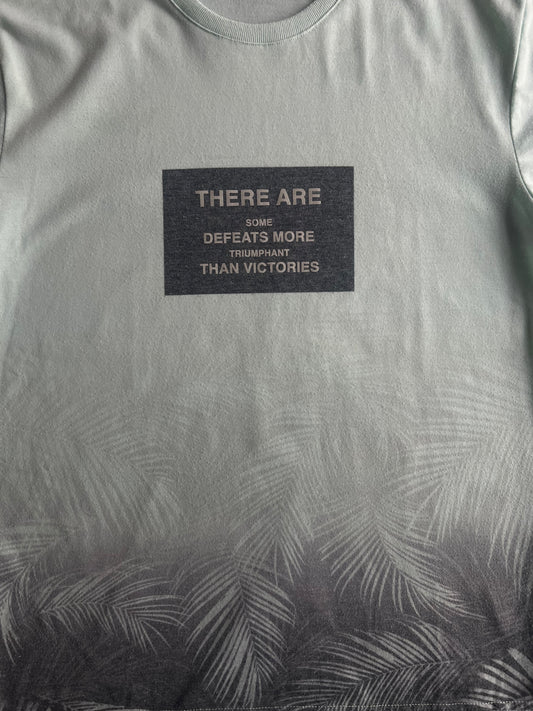 THERE ARE
SOME
DEFEATS MORE
TRIUMPHANT
THAN VICTORIES